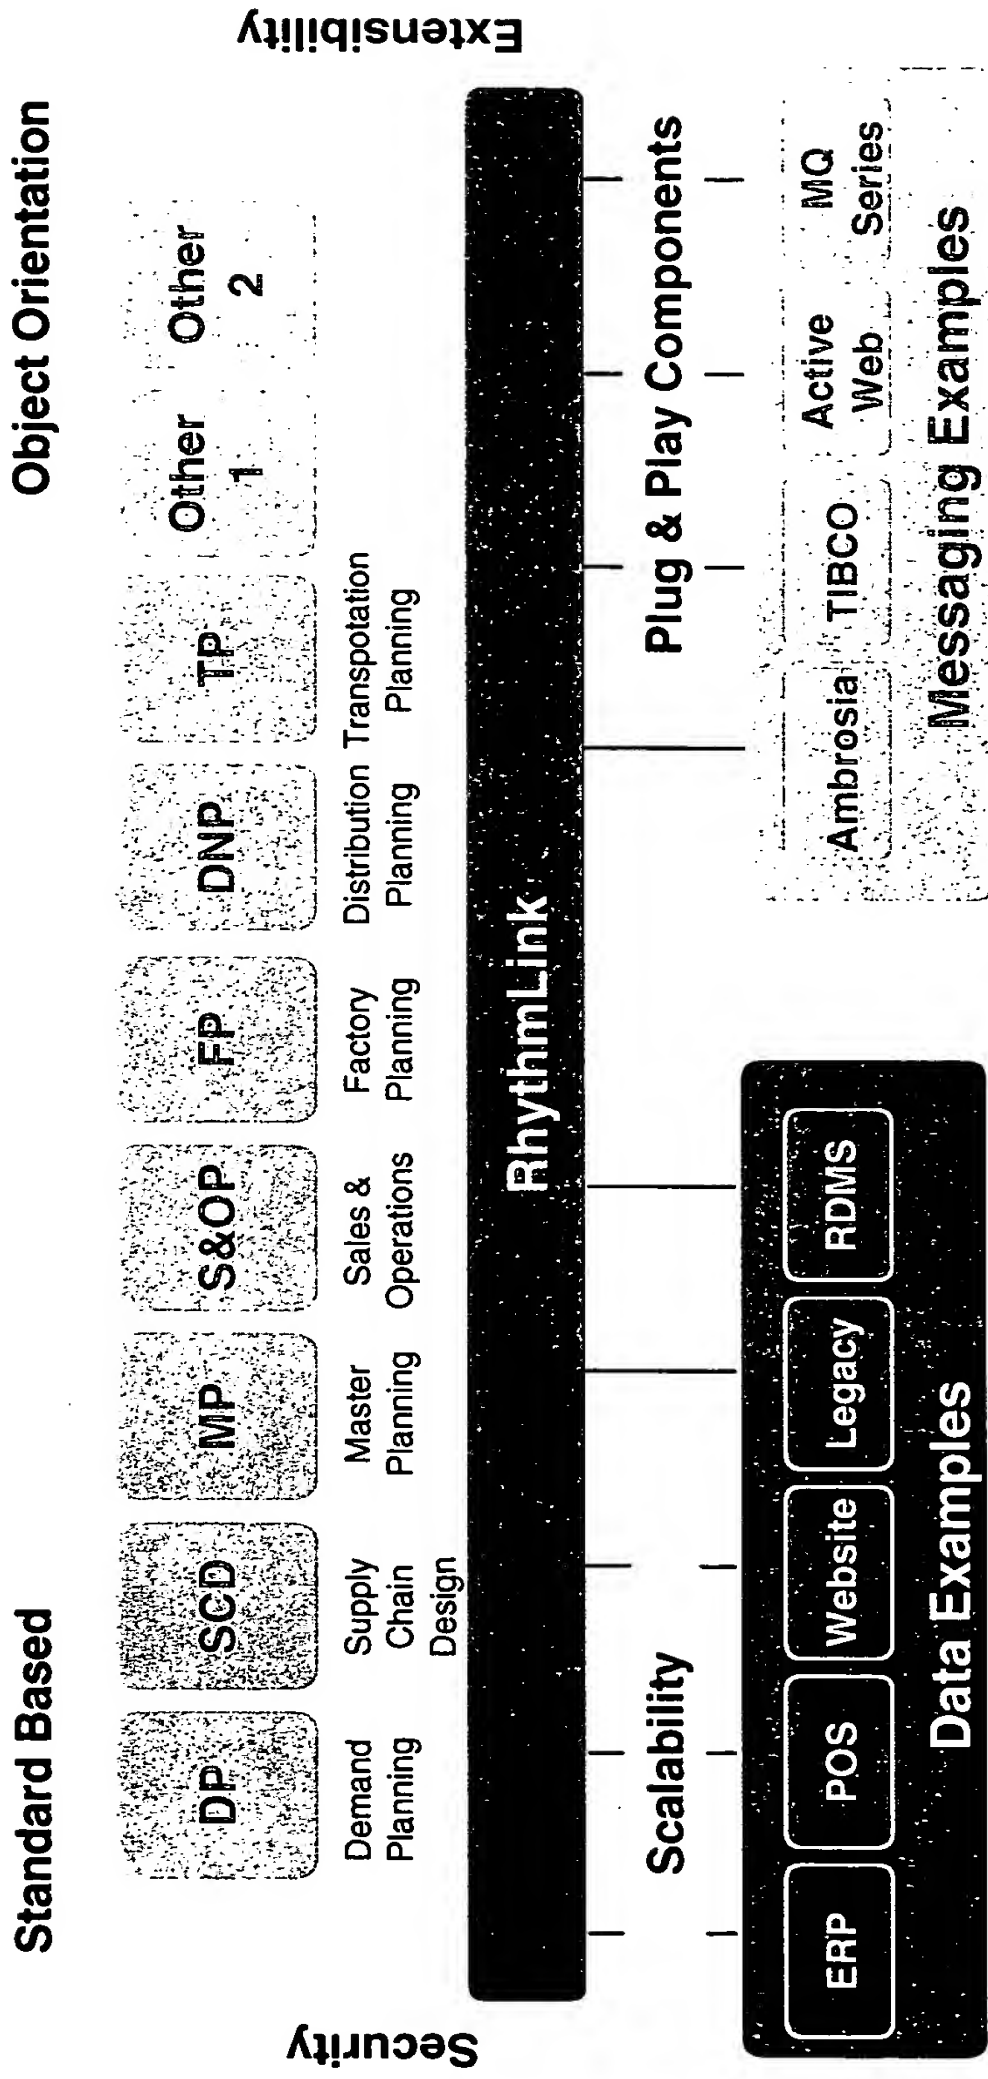 Standard Based
Object Orientation
Security
Extensibility
DP
SCD
MP
S&OP
FP
DNP
TP
Other
1
Other
2
Demand
Planning
Supply
Chain
Design
Master
Planning
Sales &
Operations
Factory
Planning
Distribution
Planning
Transpotation
Planning
RhythmLink
Scalability
Plug & Play Components
ERP
POS
Website
Legacy
RDMS
Data Examples
Ambrosia
TIBCO
Active
Web
MQ
Series
Messaging Examples